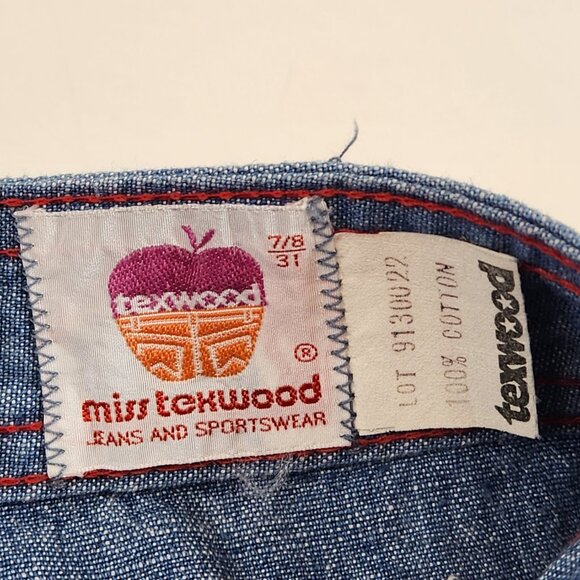 texwood
7/8
31
®
miss texwood
JEANS AND SPORTSWEAR
LOT 9130022
100% COTTON
texwood